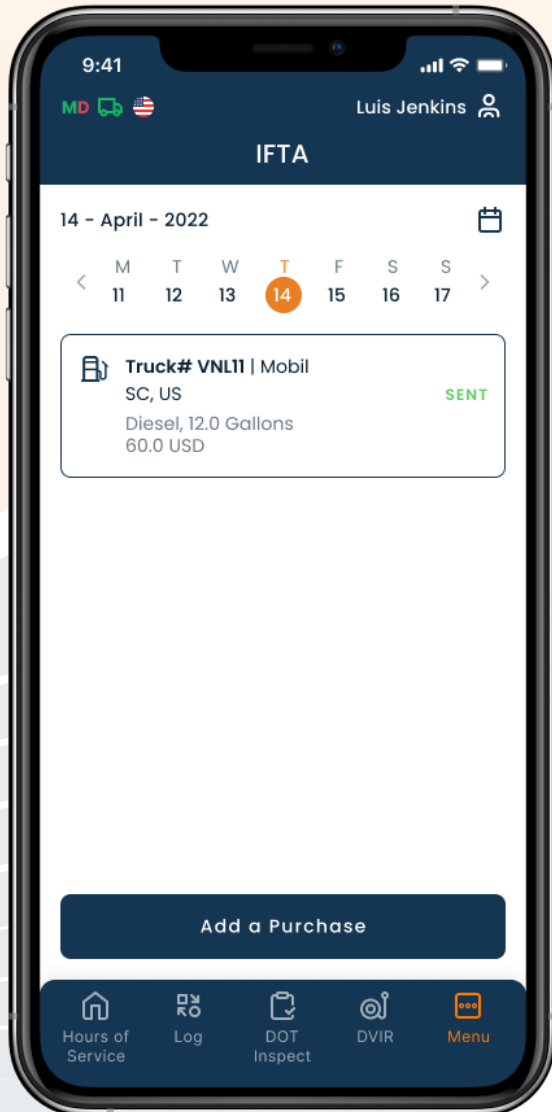 9:41
MD
Luis Jenkins
IFTA
14 - April - 2022
M T W T F S S
11 12 13 14 15 16 17
Truck# VNL11 | Mobil
SC, US
SENT
Diesel, 12.0 Gallons
60.0 USD
Add a Purchase
Hours of
Service
Log
DOT
Inspect
DVIR
Menu